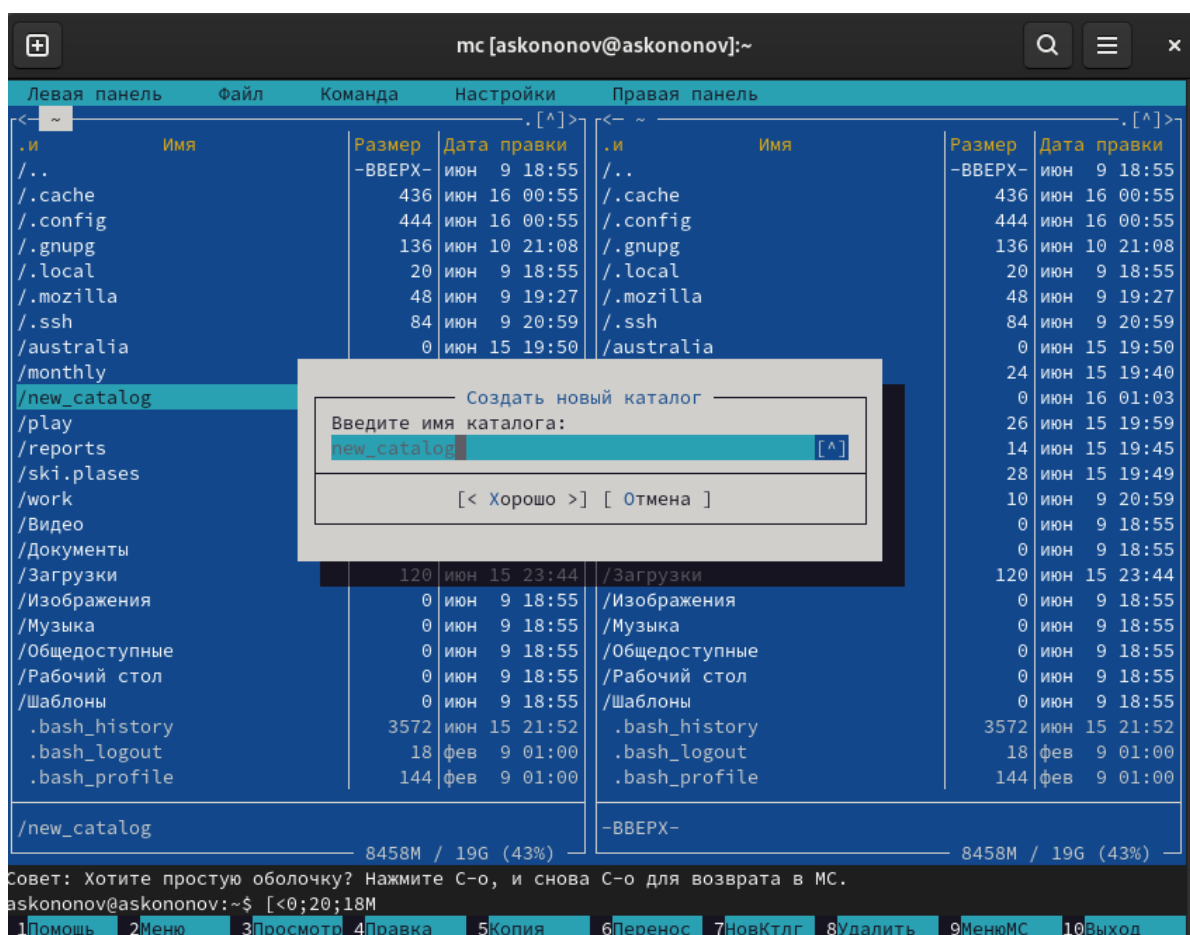 mc [askononov@askononov]:~
Левая панель Файл Команда Настройки Правая панель
<— ~ .[^]> <— ~ .[^]>
.и Имя Размер Дата правки .и Имя Размер Дата правки
/.. -ВВЕРХ- июн 9 18:55 /.. -ВВЕРХ- июн 9 18:55
/.cache 436 июн 16 00:55 /.cache 436 июн 16 00:55
/.config 444 июн 16 00:55 /.config 444 июн 16 00:55
/.gnupg 136 июн 10 21:08 /.gnupg 136 июн 10 21:08
/.local 20 июн 9 18:55 /.local 20 июн 9 18:55
/.mozilla 48 июн 9 19:27 /.mozilla 48 июн 9 19:27
/.ssh 84 июн 9 20:59 /.ssh 84 июн 9 20:59
/australia 0 июн 15 19:50 /australia 0 июн 15 19:50
/monthly 24 июн 15 19:40
/new_catalog Создать новый каталог 0 июн 16 01:03
/play Введите имя каталога: 26 июн 15 19:59
/reports new_catalog [^] 14 июн 15 19:45
/ski.plases 28 июн 15 19:49
/work [< Хорошо >] [ Отмена ] 10 июн 9 20:59
/Видео 0 июн 9 18:55
/Документы 0 июн 9 18:55
/Загрузки 120 июн 15 23:44 /Загрузки 120 июн 15 23:44
/Изображения 0 июн 9 18:55 /Изображения 0 июн 9 18:55
/Музыка 0 июн 9 18:55 /Музыка 0 июн 9 18:55
/Общедоступные 0 июн 9 18:55 /Общедоступные 0 июн 9 18:55
/Рабочий стол 0 июн 9 18:55 /Рабочий стол 0 июн 9 18:55
/Шаблоны 0 июн 9 18:55 /Шаблоны 0 июн 9 18:55
.bash_history 3572 июн 15 21:52 .bash_history 3572 июн 15 21:52
.bash_logout 18 фев 9 01:00 .bash_logout 18 фев 9 01:00
.bash_profile 144 фев 9 01:00 .bash_profile 144 фев 9 01:00
/new_catalog -ВВЕРХ-
8458M / 19G (43%) 8458M / 19G (43%)
Совет: Хотите простую оболочку? Нажмите C-o, и снова C-o для возврата в MC.
askononov@askononov:~$ [<0;20;18M
1Помощь 2Меню 3Просмотр 4Правка 5Копия 6Перенос 7НовКтлг 8Удалить 9МенюMC 10Выход